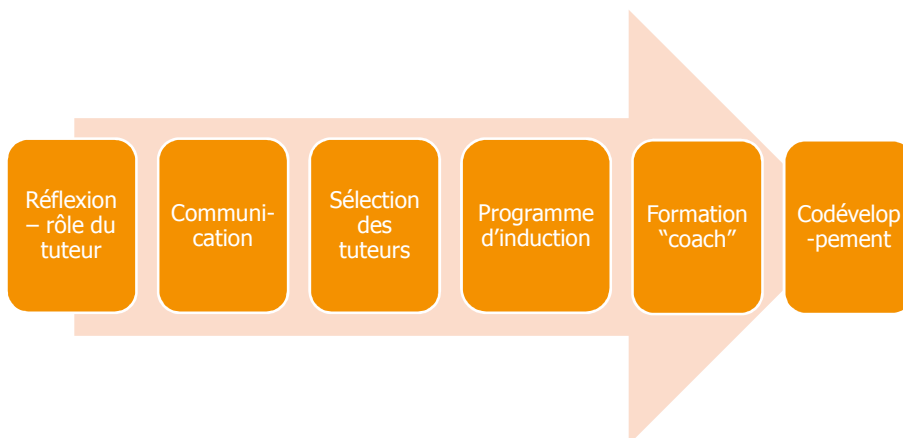 Réflexion
– rôle du
tuteur
Communi-
cation
Sélection
des
tuteurs
Programme
d’induction
Formation
“coach”
Codévelop
-pement